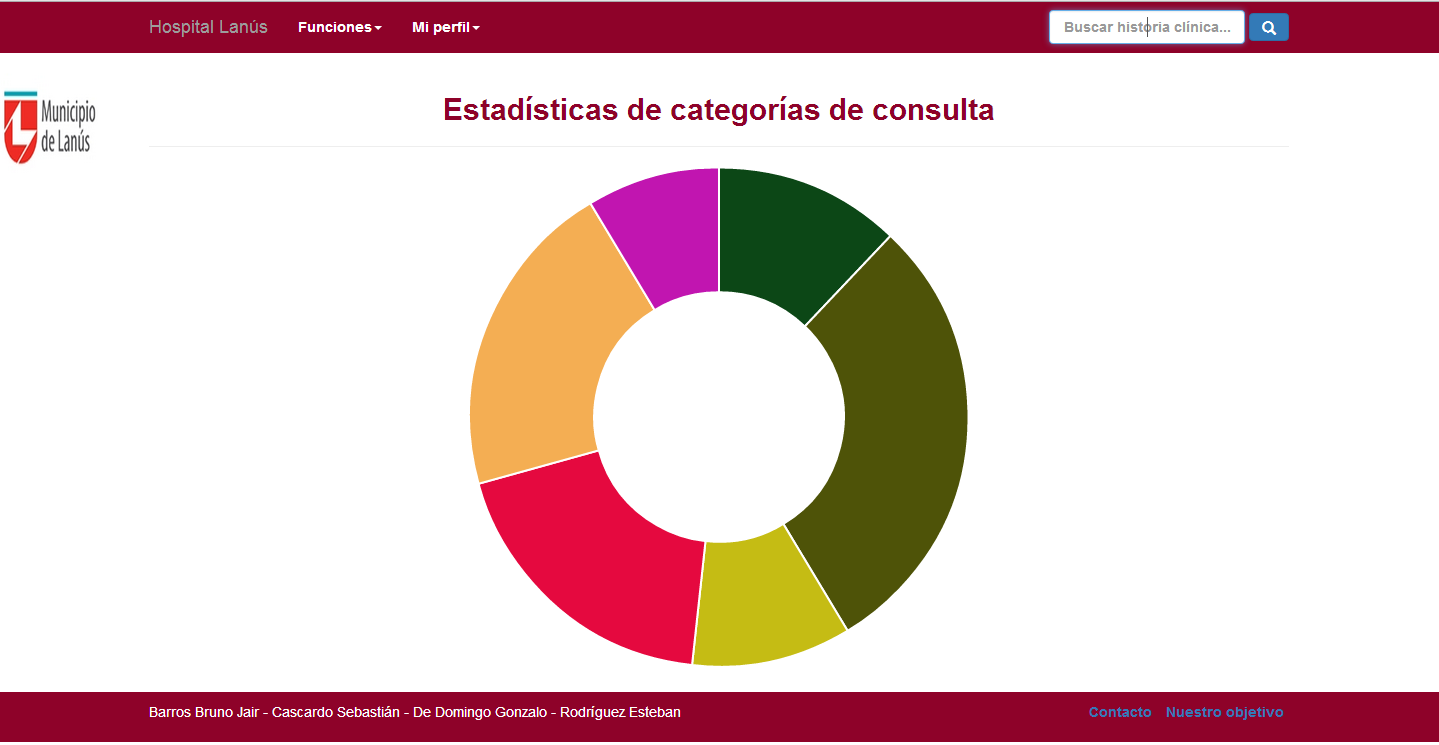 Hospital Lanús Funciones Mi perfil Buscar historia clínica...
Municipio
de Lanús
Estadísticas de categorías de consulta
Barros Bruno Jair - Cascardo Sebastián - De Domingo Gonzalo - Rodríguez Esteban Contacto Nuestro objetivo